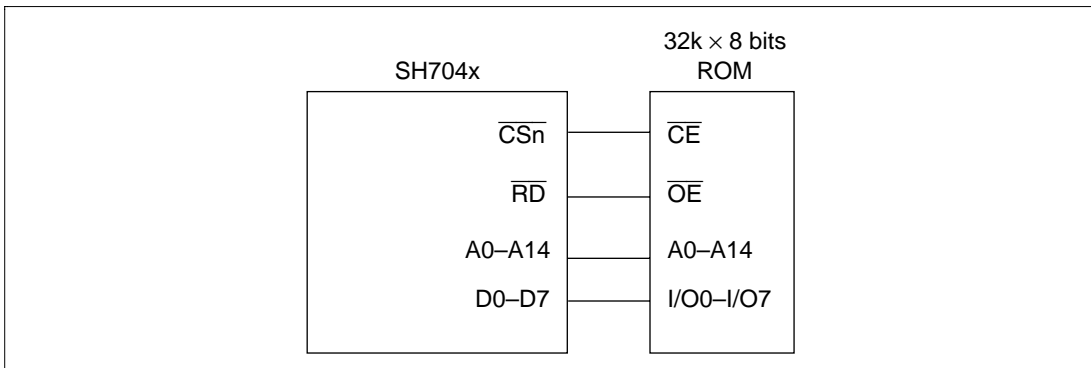 32k × 8 bits
SH704x ROM
CSn CE
RD OE
A0–A14 A0–A14
D0–D7 I/O0–I/O7